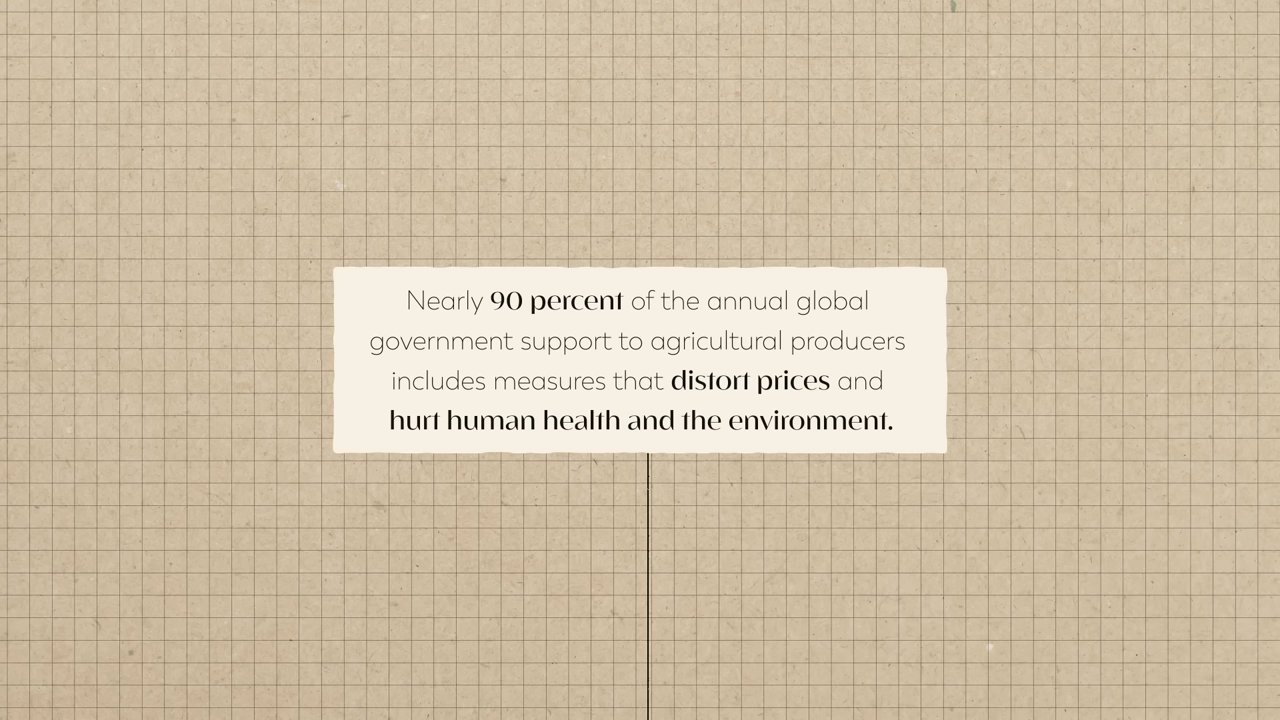 Nearly 90 percent of the annual global
government support to agricultural producers
includes measures that distort prices and
hurt human health and the environment.